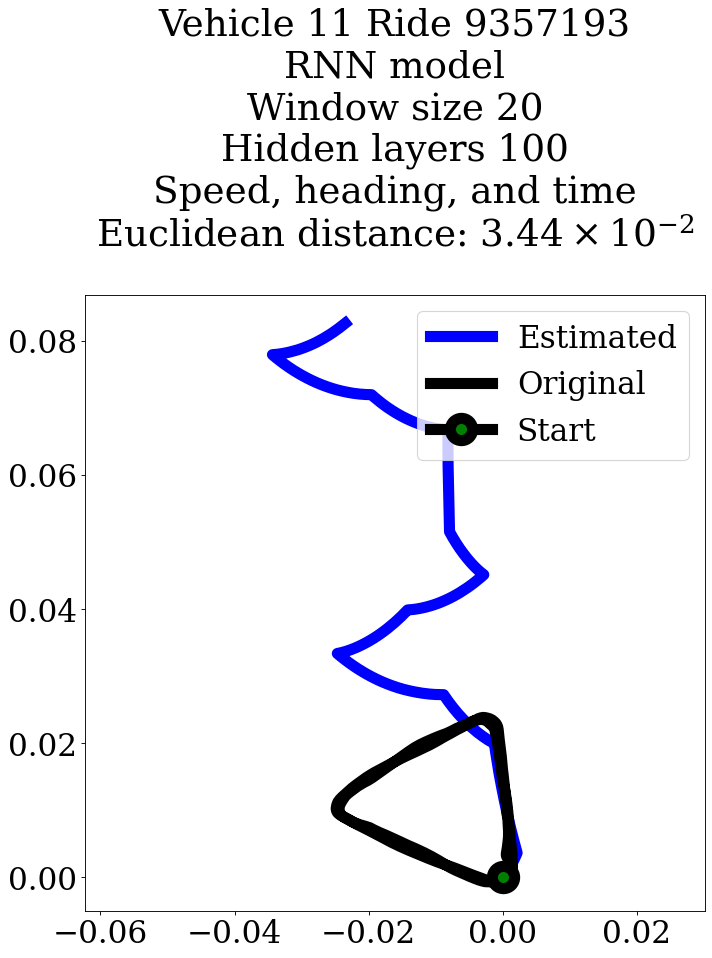 Vehicle 11 Ride 9357193
RNN model
Window size 20
Hidden layers 100
Speed, heading, and time
Euclidean distance: 3.44 × 10⁻²
Estimated
Original
Start
0.08
0.06
0.04
0.02
0.00
−0.06 −0.04 −0.02 0.00 0.02